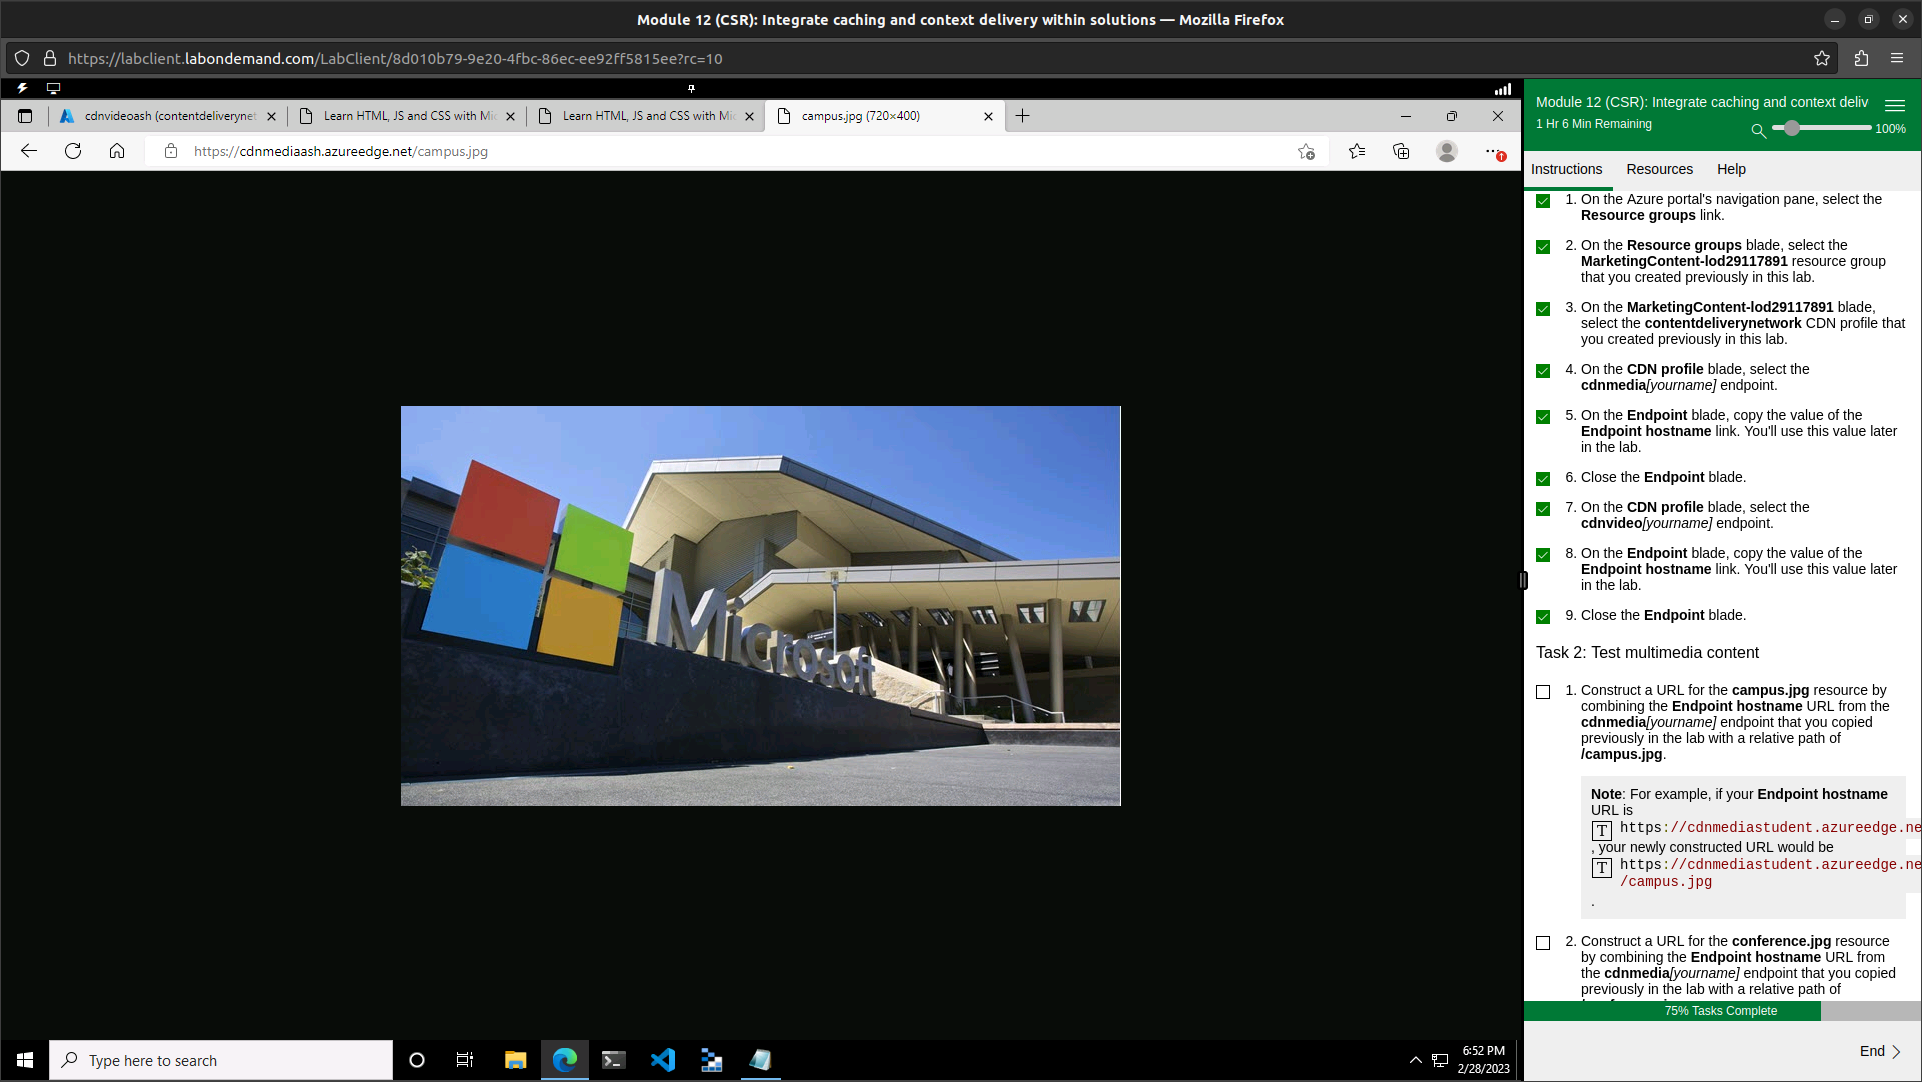 Module 12 (CSR): Integrate caching and context delivery within solutions — Mozilla Firefox
https://labclient.labondemand.com/LabClient/8d010b79-9e20-4fbc-86ec-ee92ff5815ee?rc=10
cdnvideoash (contentdeliverynet
Learn HTML, JS and CSS with Mic
Learn HTML, JS and CSS with Mic
campus.jpg (720×400)
https://cdnmediaash.azureedge.net/campus.jpg
Microsoft
Type here to search
6:52 PM
2/28/2023
Module 12 (CSR): Integrate caching and context deliv
1 Hr 6 Min Remaining
100%
Instructions
Resources
Help
1. On the Azure portal's navigation pane, select the
Resource groups link.
2. On the Resource groups blade, select the
MarketingContent-lod29117891 resource group
that you created previously in this lab.
3. On the MarketingContent-lod29117891 blade,
select the contentdeliverynetwork CDN profile that
you created previously in this lab.
4. On the CDN profile blade, select the
cdnmedia[yourname] endpoint.
5. On the Endpoint blade, copy the value of the
Endpoint hostname link. You'll use this value later
in the lab.
6. Close the Endpoint blade.
7. On the CDN profile blade, select the
cdnvideo[yourname] endpoint.
8. On the Endpoint blade, copy the value of the
Endpoint hostname link. You'll use this value later
in the lab.
9. Close the Endpoint blade.
Task 2: Test multimedia content
1. Construct a URL for the campus.jpg resource by
combining the Endpoint hostname URL from the
cdnmedia[yourname] endpoint that you copied
previously in the lab with a relative path of
/campus.jpg.
Note: For example, if your Endpoint hostname
URL is
T https://cdnmediastudent.azureedge.ne
, your newly constructed URL would be
T https://cdnmediastudent.azureedge.ne
/campus.jpg
.
2. Construct a URL for the conference.jpg resource
by combining the Endpoint hostname URL from
the cdnmedia[yourname] endpoint that you copied
previously in the lab with a relative path of
75% Tasks Complete
End